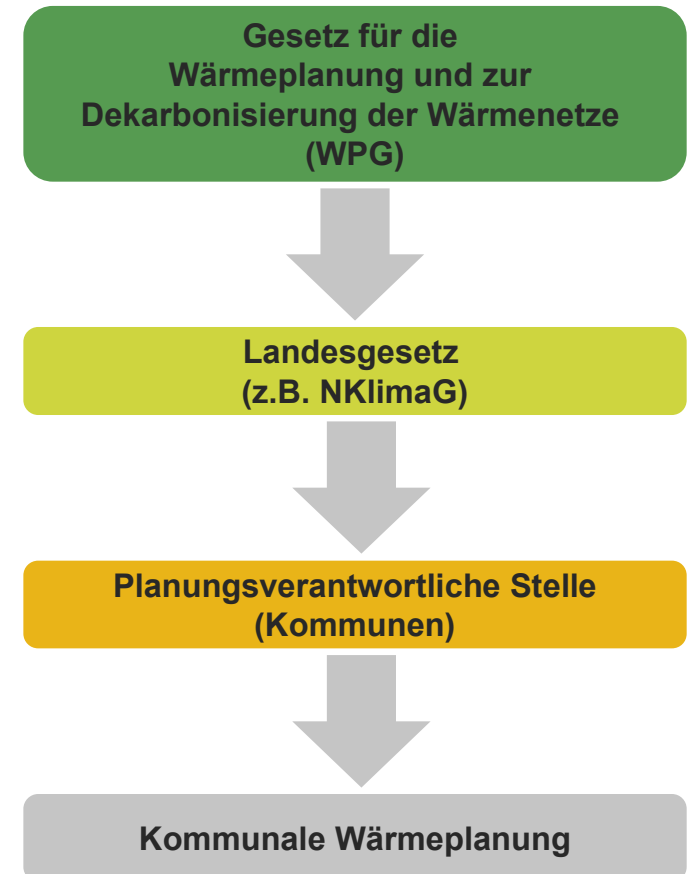 Gesetz für die
Wärmeplanung und zur
Dekarbonisierung der Wärmenetze
(WPG)
Landesgesetz
(z.B. NKlimaG)
Planungsverantwortliche Stelle
(Kommunen)
Kommunale Wärmeplanung